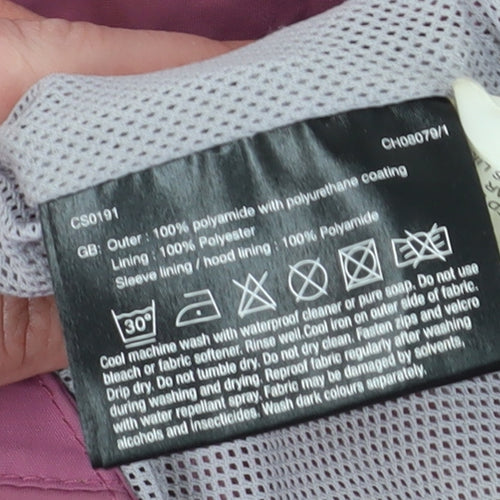 CS0191
CH08079/1
GB: Outer : 100% polyamide with polyurethane coating
Lining : 100% Polyester
Sleeve lining / hood lining : 100% Polyamide
30°
Cool machine wash with waterproof cleaner or pure soap. Do not use
bleach or fabric softener. Rinse well.Cool iron on outer side of fabric.
Drip dry. Do not tumble dry. Do not dry clean. Fasten zips and velcro
during washing and drying. Reproof fabric regularly after washing
with water repellant spray. Fabric may be damaged by solvents,
alcohols and insecticides. Wash dark colours separately.